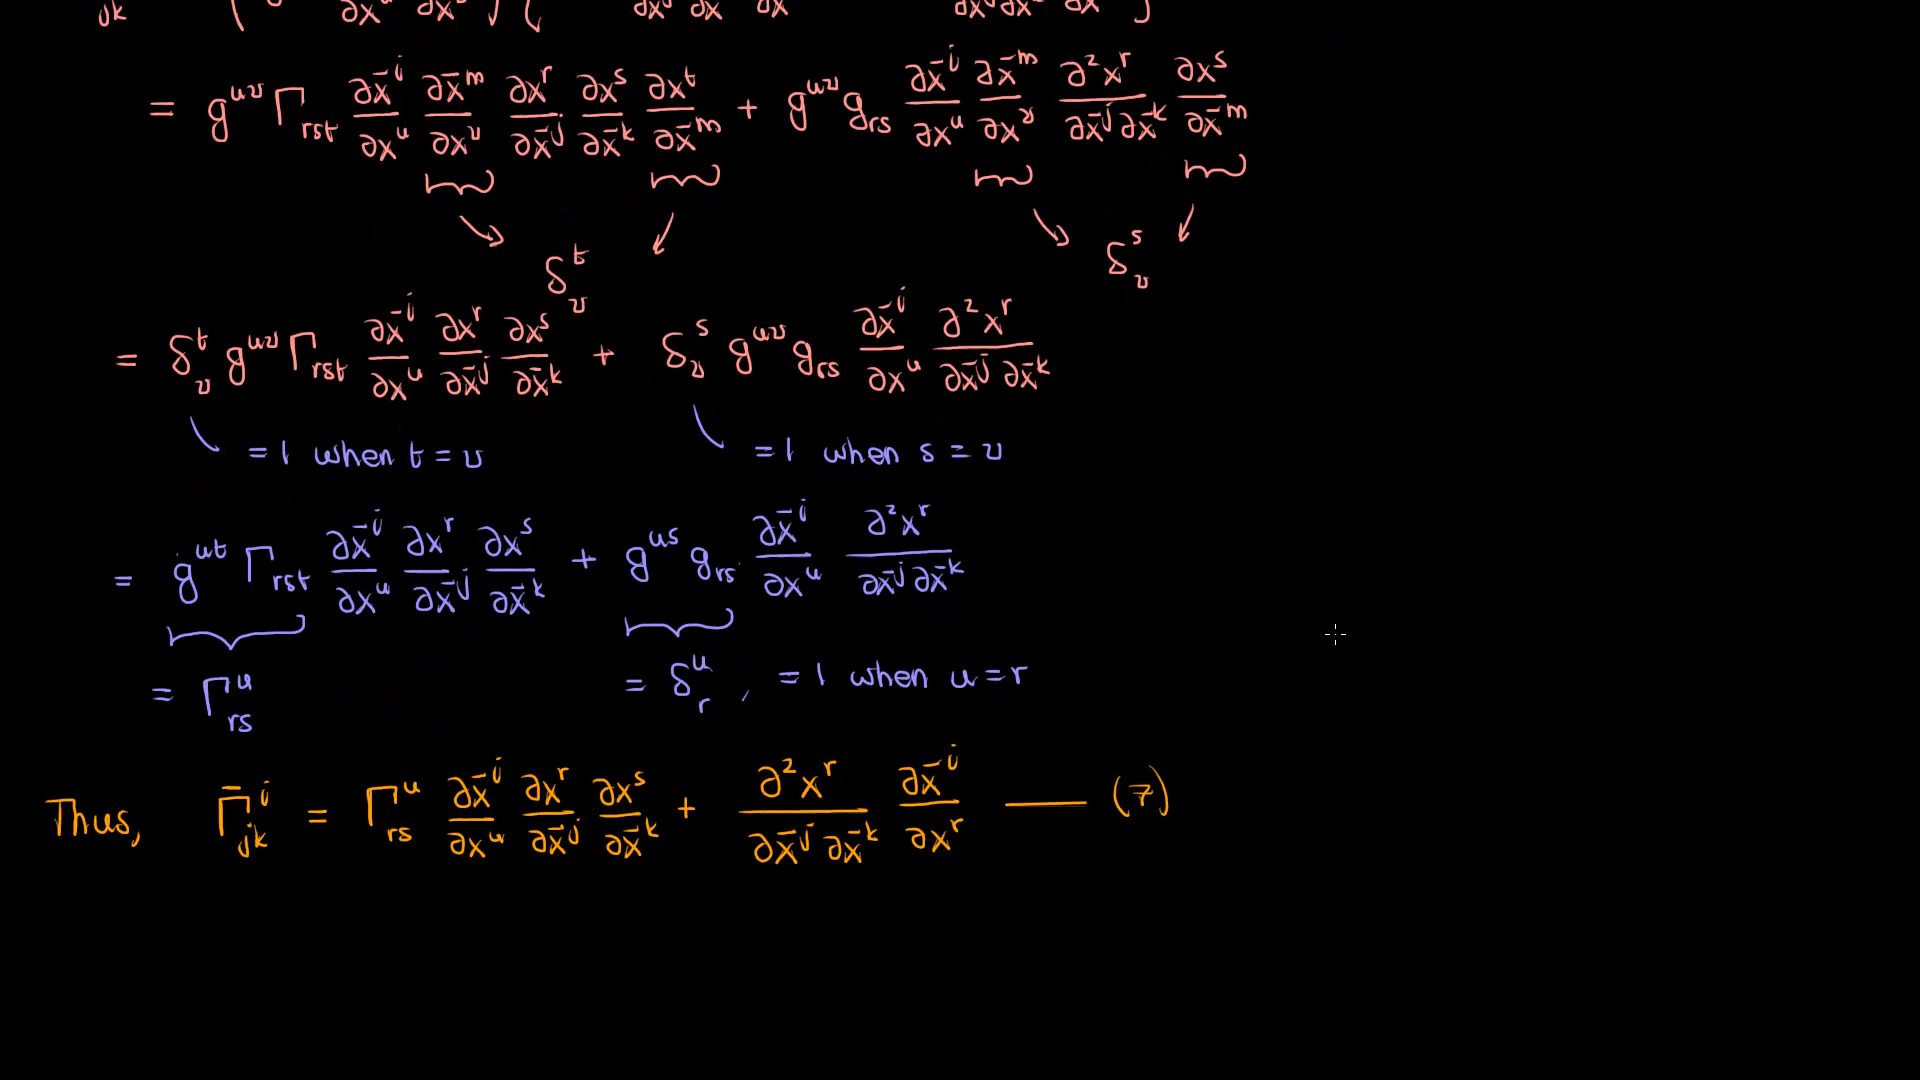 jk ( ∂x^u ∂x ) ( ∂x^j ∂x ∂x ∂x^j ∂x ∂x )
= g^{uv} Γ_{rst} ∂x̄^i/∂x^u ∂x̄^m/∂x^v ∂x^r/∂x̄^j ∂x^s/∂x̄^k ∂x^t/∂x̄^m + g^{uv} g_{rs} ∂x̄^i/∂x^u ∂x̄^m/∂x^v ∂²x^r/∂x̄^j∂x̄^k ∂x^s/∂x̄^m
↘ δ^t_v ↙ ↘ δ^s_v ↙
= δ^t_v g^{uv} Γ_{rst} ∂x̄^i/∂x^u ∂x^r/∂x̄^j ∂x^s/∂x̄^k + δ^s_v g^{uv} g_{rs} ∂x̄^i/∂x^u ∂²x^r/∂x̄^j∂x̄^k
= 1 when t = v = 1 when s = v
= g^{ut} Γ_{rst} ∂x̄^i/∂x^u ∂x^r/∂x̄^j ∂x^s/∂x̄^k + g^{us} g_{rs} ∂x̄^i/∂x^u ∂²x^r/∂x̄^j∂x̄^k
= Γ^u_{rs} = δ^u_r , = 1 when u = r
Thus, Γ̄^i_{jk} = Γ^u_{rs} ∂x̄^i/∂x^u ∂x^r/∂x̄^j ∂x^s/∂x̄^k + ∂²x^r/∂x̄^j∂x̄^k ∂x̄^i/∂x^r —— (7)